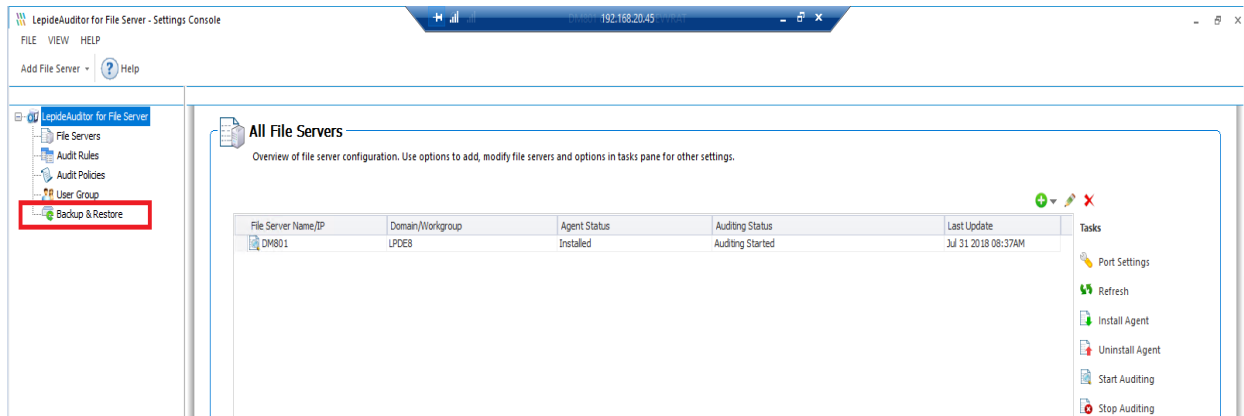 LepideAuditor for File Server - Settings Console
192.168.20.45
FILE VIEW HELP
Add File Server
? Help
LepideAuditor for File Server
File Servers
Audit Rules
Audit Policies
User Group
Backup & Restore
All File Servers
Overview of file server configuration. Use options to add, modify file servers and options in tasks pane for other settings.
File Server Name/IP Domain/Workgroup Agent Status Auditing Status Last Update
DM801 LPDE8 Installed Auditing Started Jul 31 2018 08:37AM
Tasks
Port Settings
Refresh
Install Agent
Uninstall Agent
Start Auditing
Stop Auditing